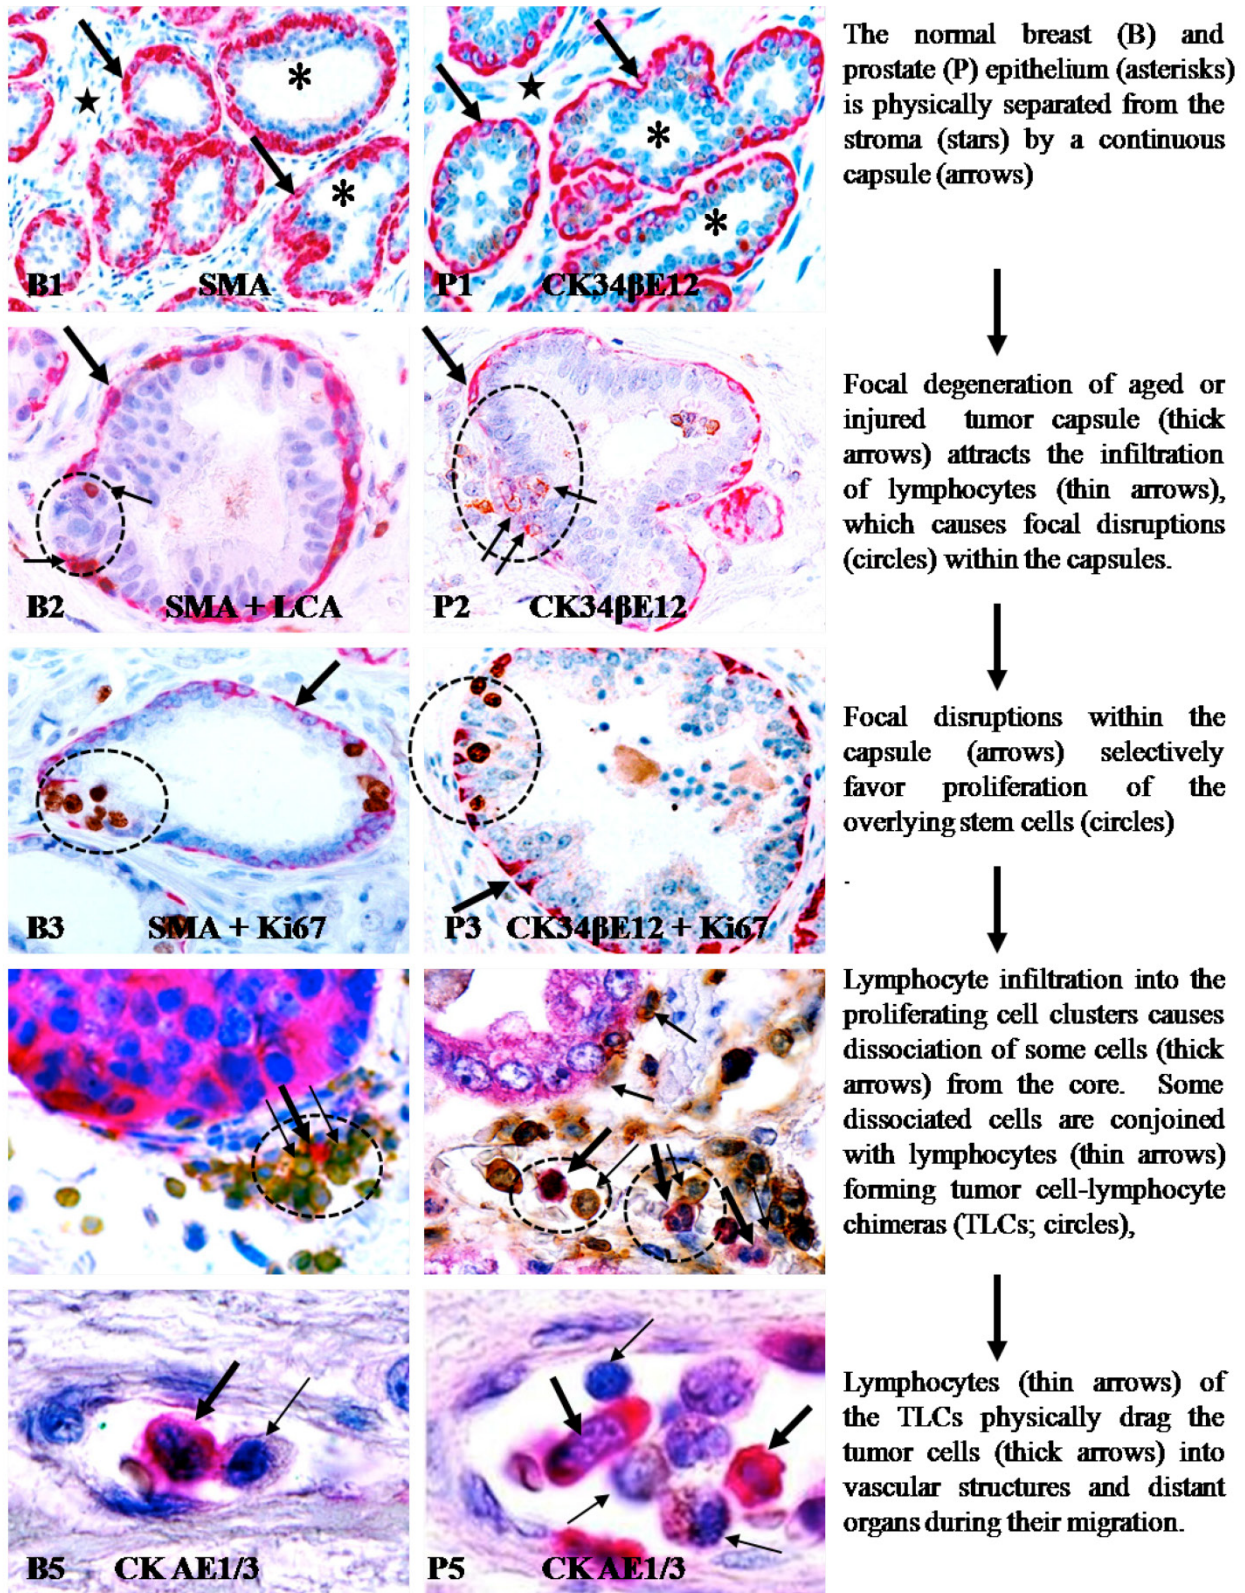 B1 SMA
P1 CK34βE12
The normal breast (B) and
prostate (P) epithelium (asterisks)
is physically separated from the
stroma (stars) by a continuous
capsule (arrows)
B2 SMA + LCA
P2 CK34βE12
Focal degeneration of aged or
injured tumor capsule (thick
arrows) attracts the infiltration
of lymphocytes (thin arrows),
which causes focal disruptions
(circles) within the capsules.
B3 SMA + Ki67
P3 CK34βE12 + Ki67
Focal disruptions within the
capsule (arrows) selectively
favor proliferation of the
overlying stem cells (circles)
.
Lymphocyte infiltration into the
proliferating cell clusters causes
dissociation of some cells (thick
arrows) from the core. Some
dissociated cells are conjoined
with lymphocytes (thin arrows)
forming tumor cell-lymphocyte
chimeras (TLCs; circles),
B5 CK AE1/3
P5 CK AE1/3
Lymphocytes (thin arrows) of
the TLCs physically drag the
tumor cells (thick arrows) into
vascular structures and distant
organs during their migration.